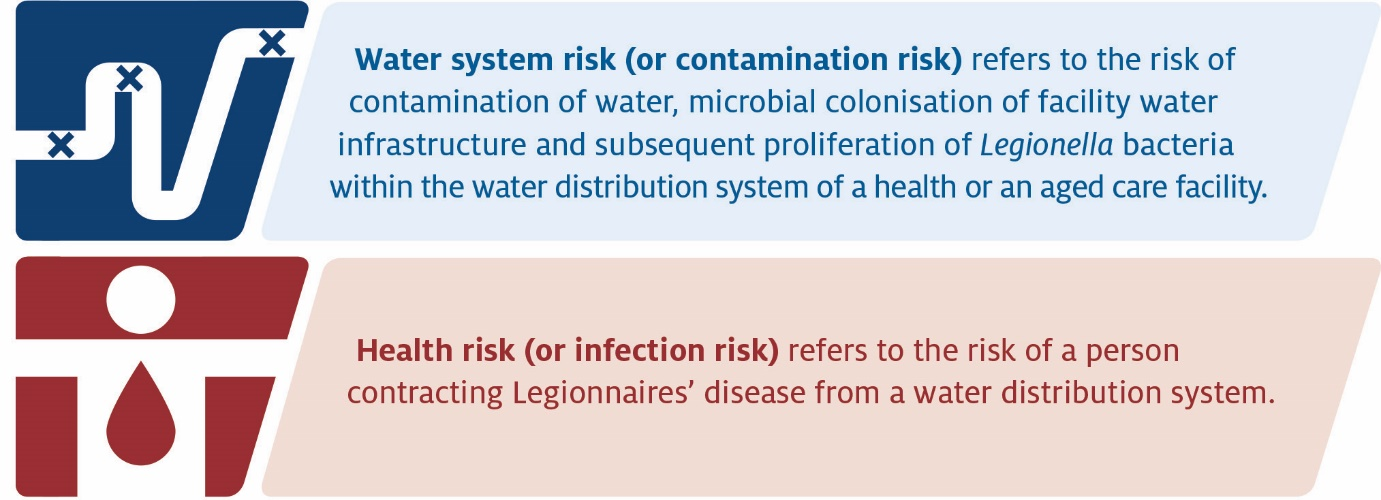 Water system risk (or contamination risk) refers to the risk of
contamination of water, microbial colonisation of facility water
infrastructure and subsequent proliferation of Legionella bacteria
within the water distribution system of a health or an aged care facility.
Health risk (or infection risk) refers to the risk of a person
contracting Legionnaires’ disease from a water distribution system.